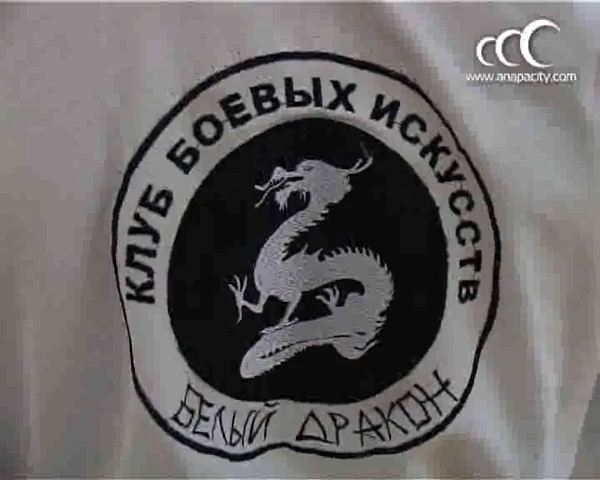 www.anapacity.com
КЛУБ БОЕВЫХ ИСКУССТВ
БЕЛЫЙ ДРАКОН